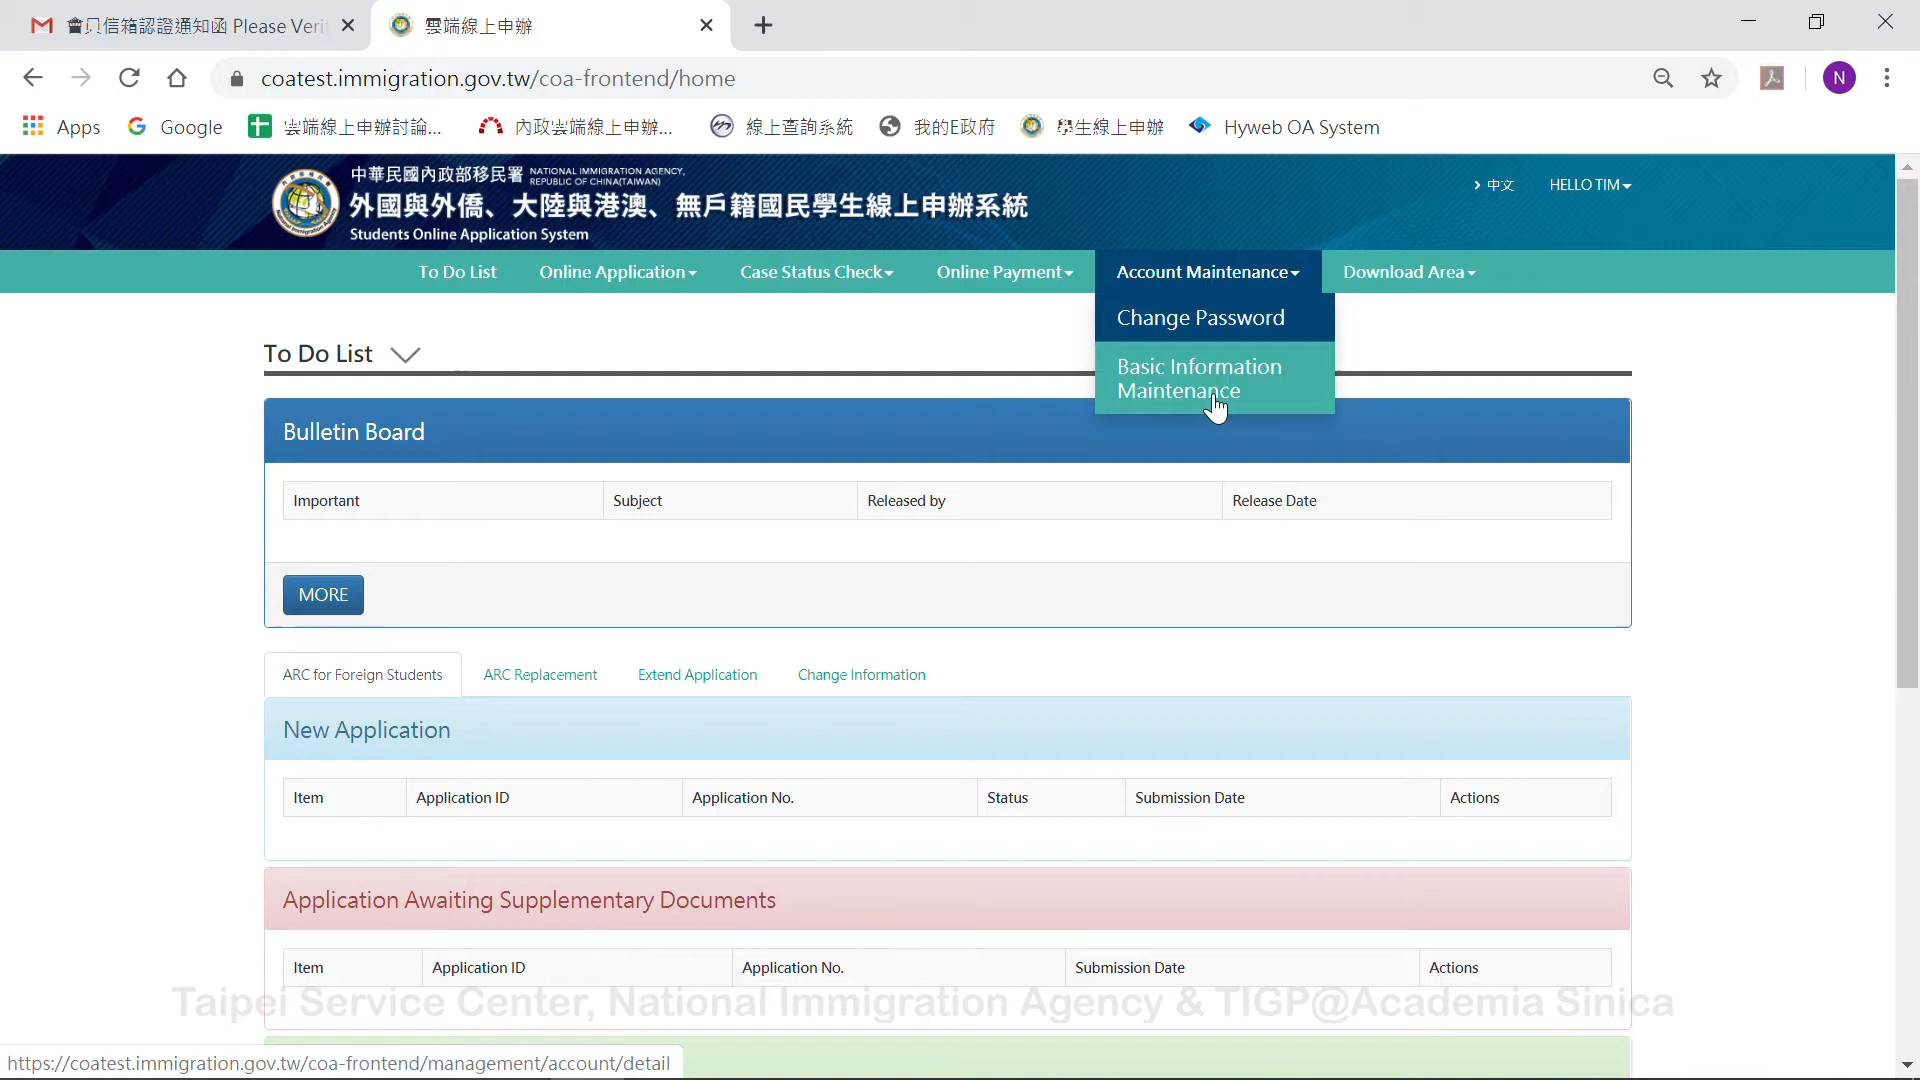 會員信箱認證通知函 Please Veri
雲端線上申辦
coatest.immigration.gov.tw/coa-frontend/home
N
Apps
Google
雲端線上申辦討論...
內政雲端線上申辦...
線上查詢系統
我的E政府
學生線上申辦
Hyweb OA System
中華民國內政部移民署 NATIONAL IMMIGRATION AGENCY,
REPUBLIC OF CHINA(TAIWAN)
外國與外僑、大陸與港澳、無戶籍國民學生線上申辦系統
Students Online Application System
中文
HELLO TIM
To Do List
Online Application
Case Status Check
Online Payment
Account Maintenance
Download Area
Change Password
Basic Information
Maintenance
To Do List
Bulletin Board
Important
Subject
Released by
Release Date
MORE
ARC for Foreign Students
ARC Replacement
Extend Application
Change Information
New Application
Item
Application ID
Application No.
Status
Submission Date
Actions
Application Awaiting Supplementary Documents
Item
Application ID
Application No.
Submission Date
Actions
Taipei Service Center, National Immigration Agency & TIGP@Academia Sinica
https://coatest.immigration.gov.tw/coa-frontend/management/account/detail